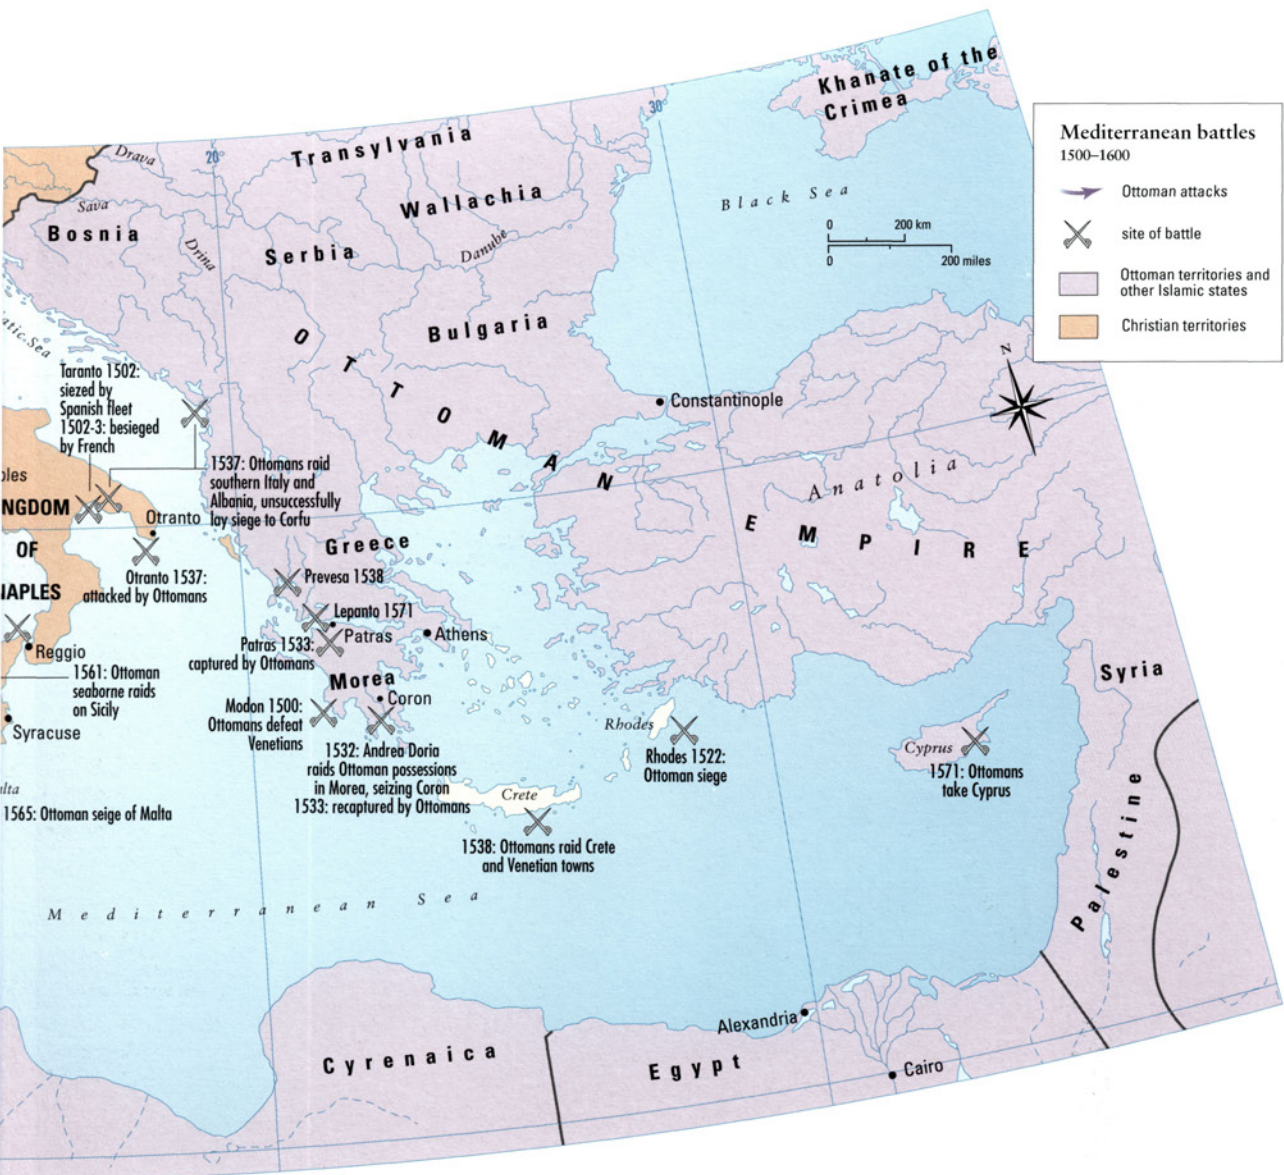 Khanate of the
Crimea
Mediterranean battles
1500–1600
Ottoman attacks
site of battle
Ottoman territories and
other Islamic states
Christian territories
30°
20°
Transylvania
Drava
Wallachia
Black Sea
Sava
Bosnia
Drina
Serbia
Danube
0 200 km
0 200 miles
Bulgaria
OTTOMAN
EMPIRE
N
atic Sea
Taranto 1502:
siezed by
Spanish fleet
1502-3: besieged
by French
Constantinople
1537: Ottomans raid
southern Italy and
Albania, unsuccessfully
lay siege to Corfu
Anatolia
ples
NGDOM
OF
NAPLES
Otranto
Greece
Otranto 1537:
attacked by Ottomans
Prevesa 1538
Lepanto 1571
Patras
Athens
Patras 1533:
captured by Ottomans
Reggio
1561: Ottoman
seaborne raids
on Sicily
Syracuse
Morea
Coron
Modon 1500:
Ottomans defeat
Venetians
1532: Andrea Doria
raids Ottoman possessions
in Morea, seizing Coron
1533: recaptured by Ottomans
Rhodes
Rhodes 1522:
Ottoman siege
Cyprus
1571: Ottomans
take Cyprus
Syria
Palestine
Crete
1538: Ottomans raid Crete
and Venetian towns
lta
1565: Ottoman seige of Malta
Mediterranean Sea
Alexandria
Cyrenaica
Egypt
Cairo